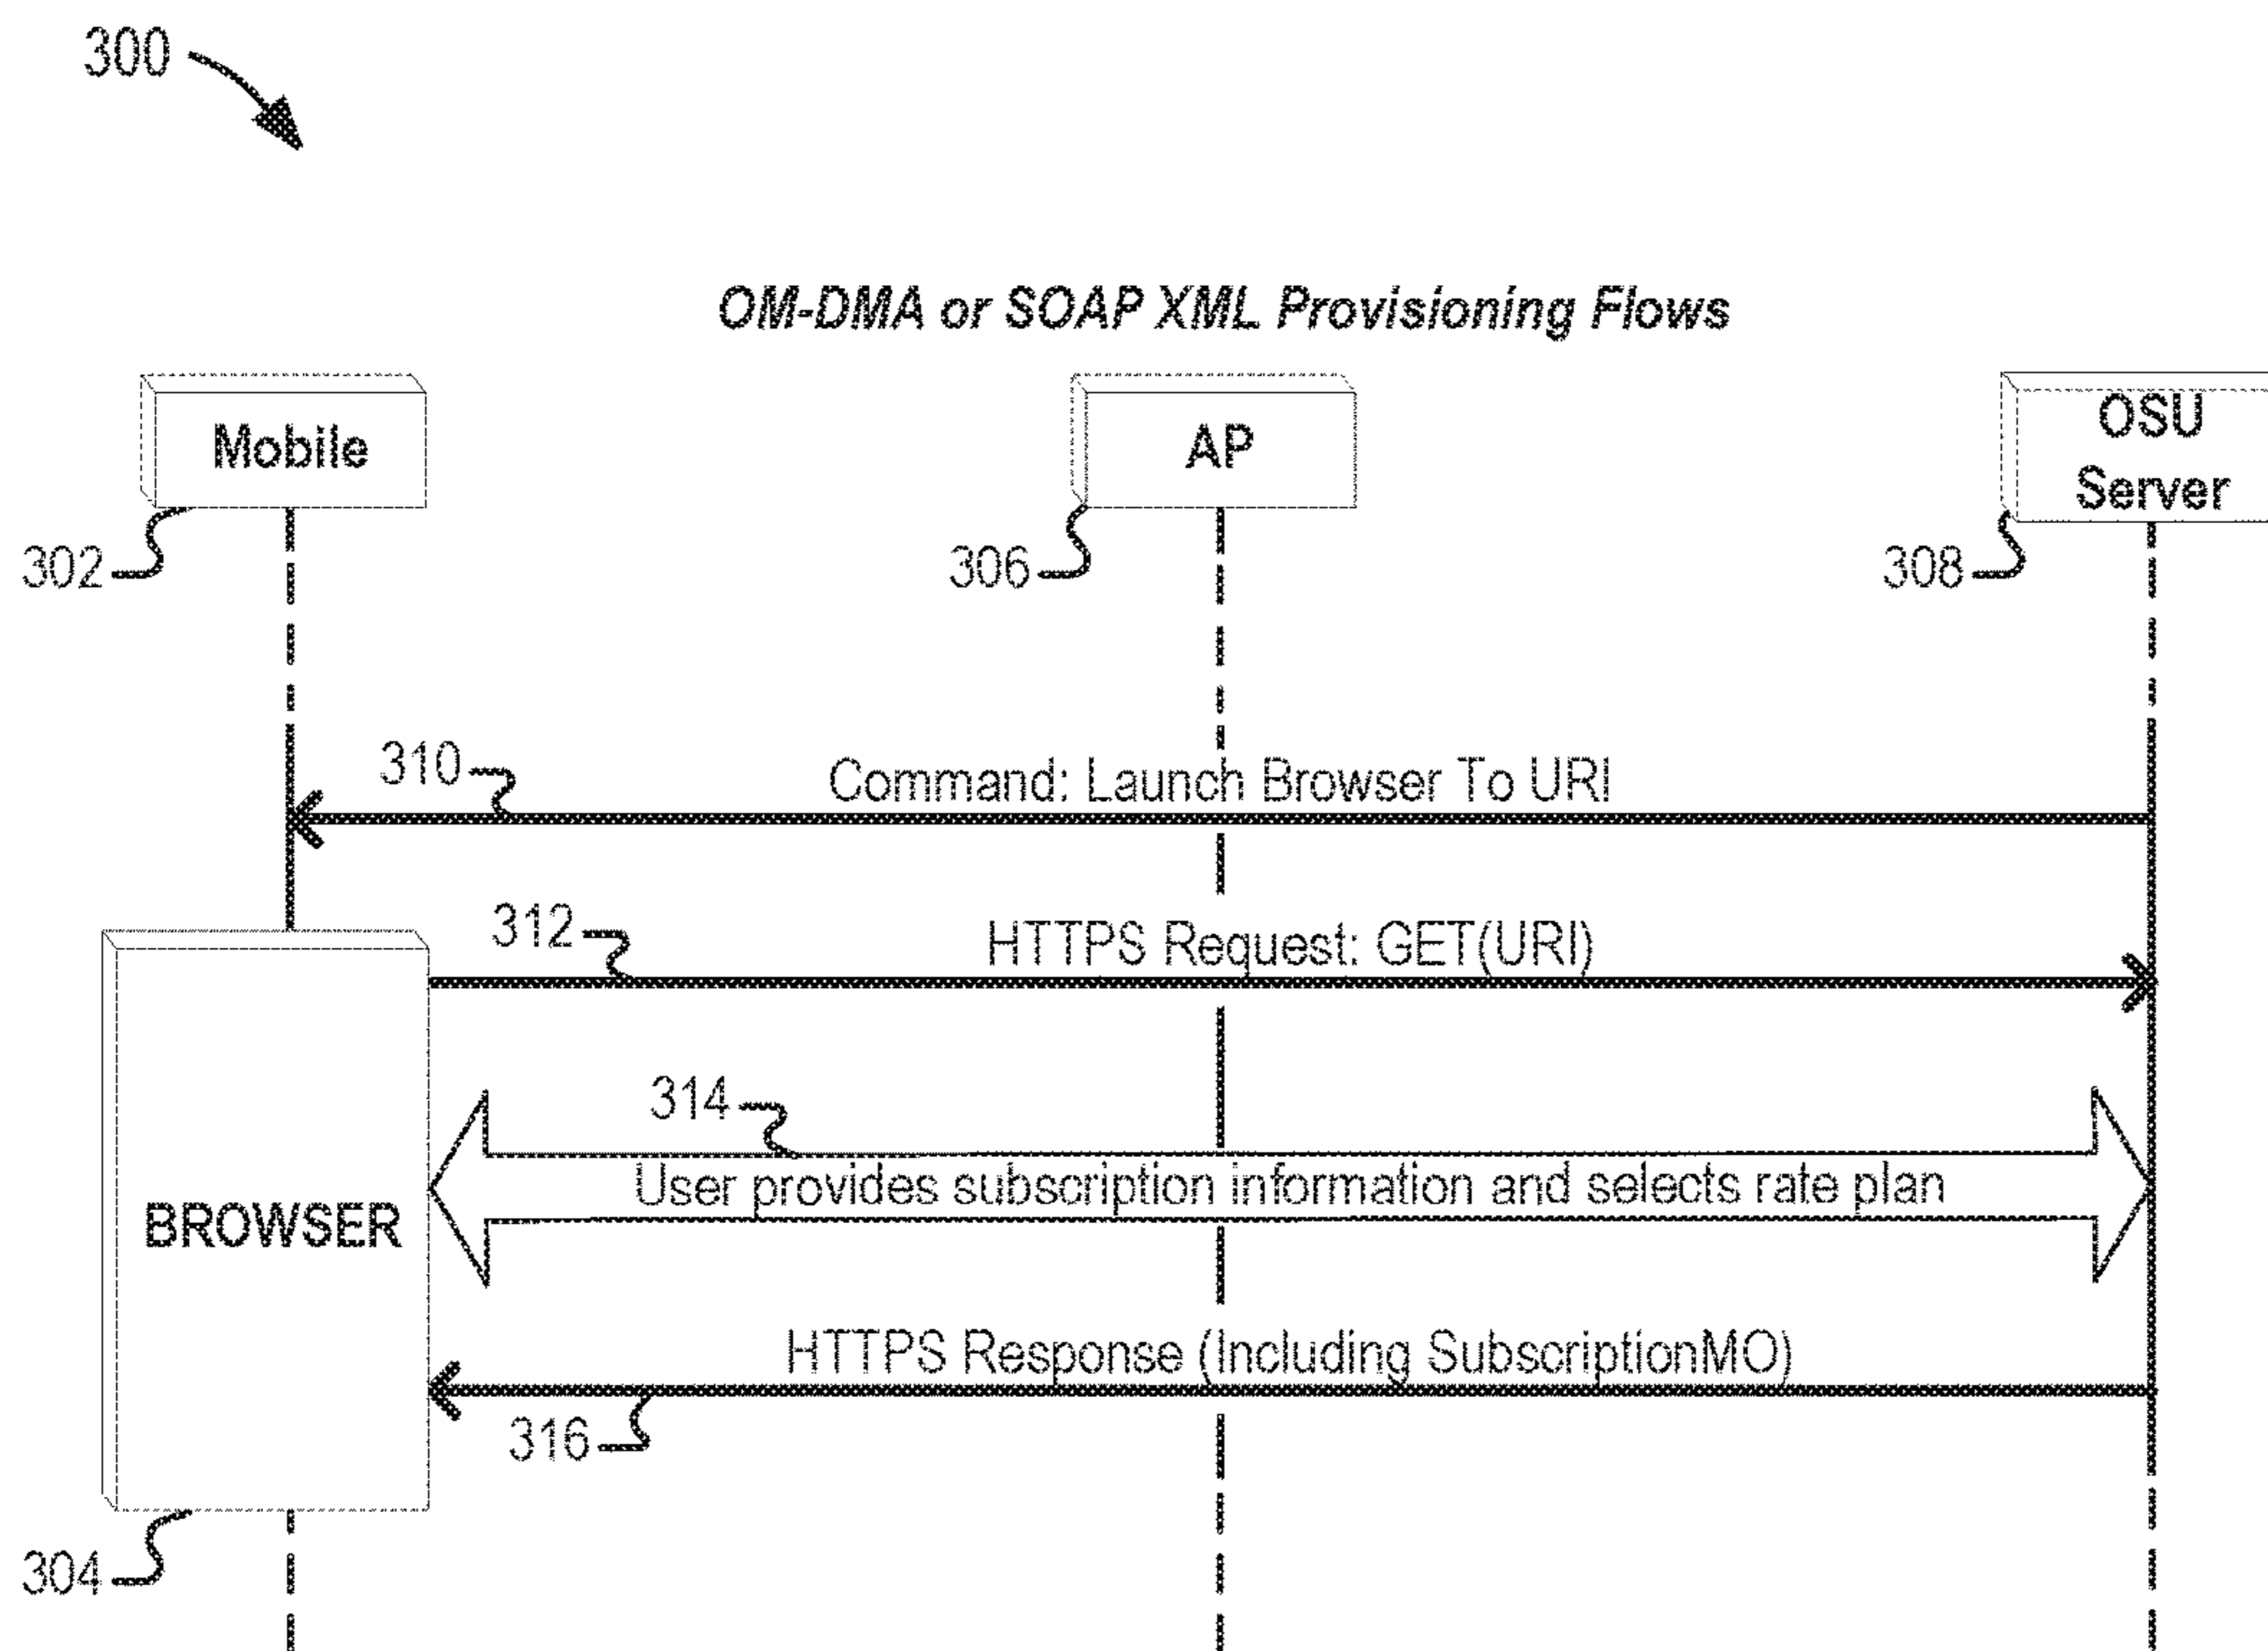 300
OM-DMA or SOAP XML Provisioning Flows
Mobile
AP
OSU
Server
302
306
308
310
Command: Launch Browser To URI
312
HTTPS Request: GET(URI)
314
User provides subscription information and selects rate plan
BROWSER
HTTPS Response (Including SubscriptionMO)
316
304